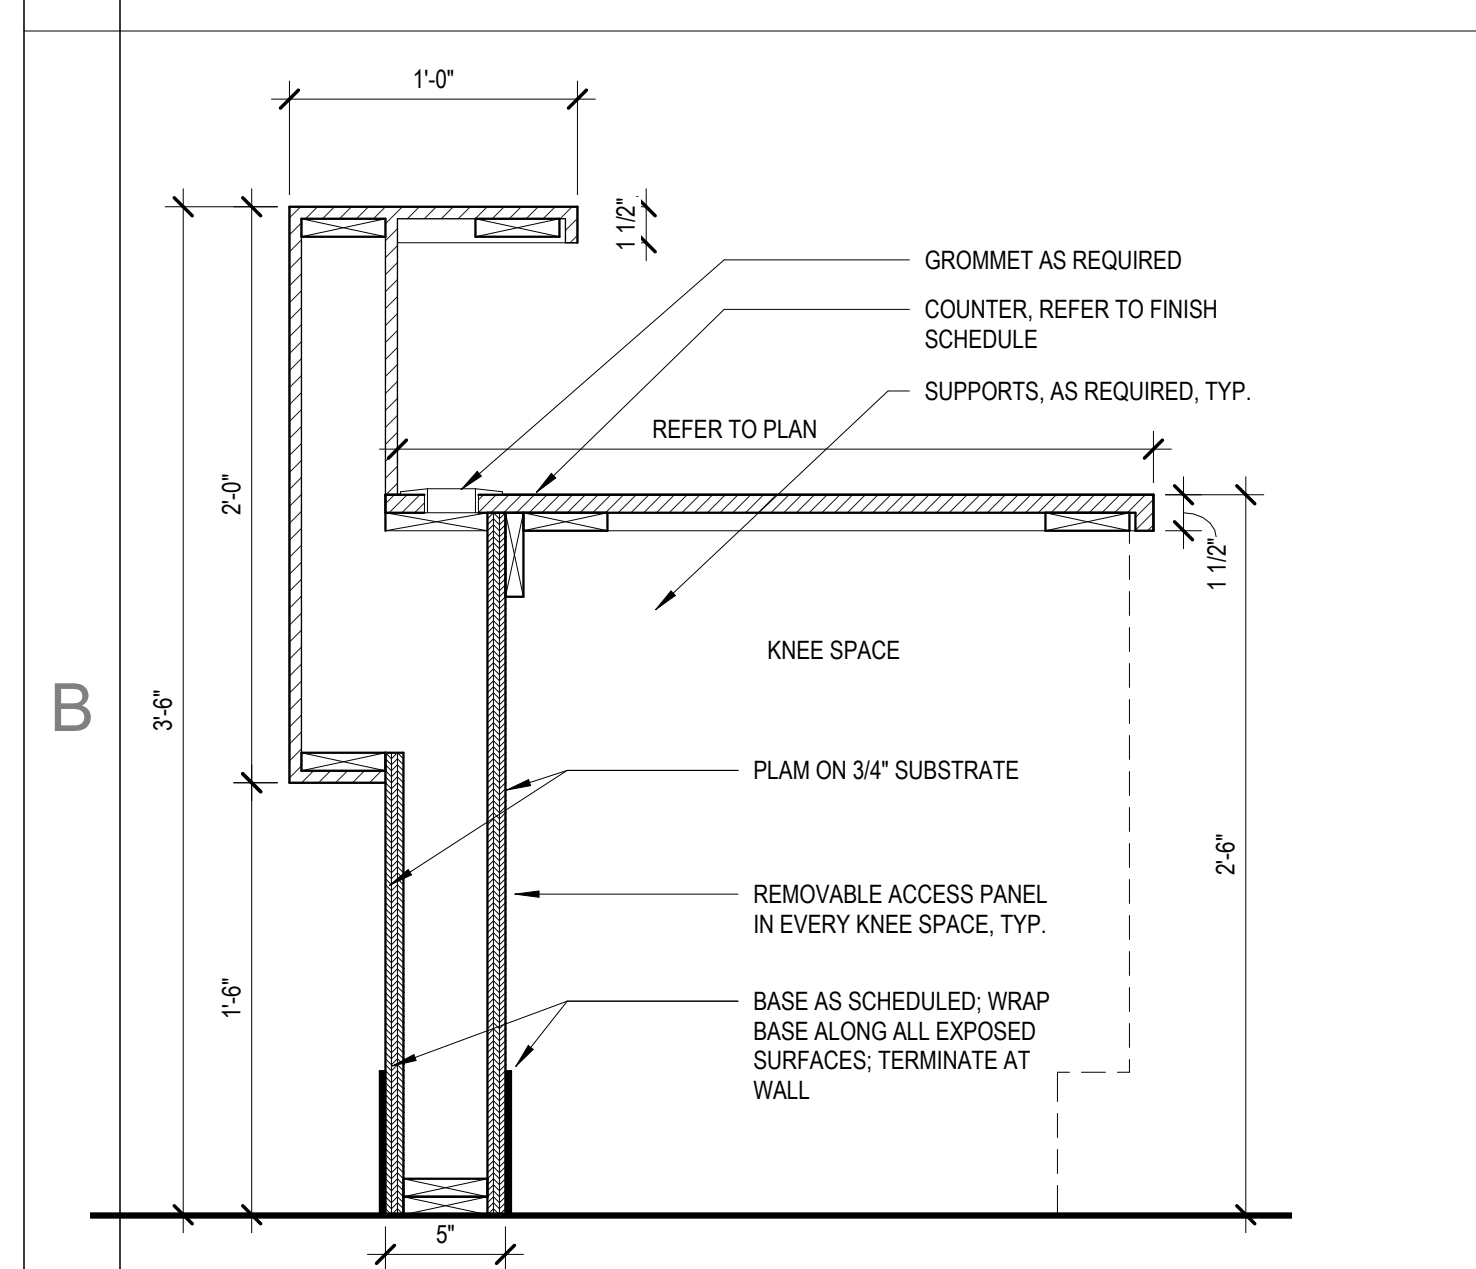 1'-0"
1 1/2"
GROMMET AS REQUIRED
COUNTER, REFER TO FINISH
SCHEDULE
SUPPORTS, AS REQUIRED, TYP.
REFER TO PLAN
2'-0"
1 1/2"
KNEE SPACE
B
3'-6"
PLAM ON 3/4" SUBSTRATE
2'-6"
REMOVABLE ACCESS PANEL
IN EVERY KNEE SPACE, TYP.
1'-6"
BASE AS SCHEDULED; WRAP
BASE ALONG ALL EXPOSED
SURFACES; TERMINATE AT
WALL
5"